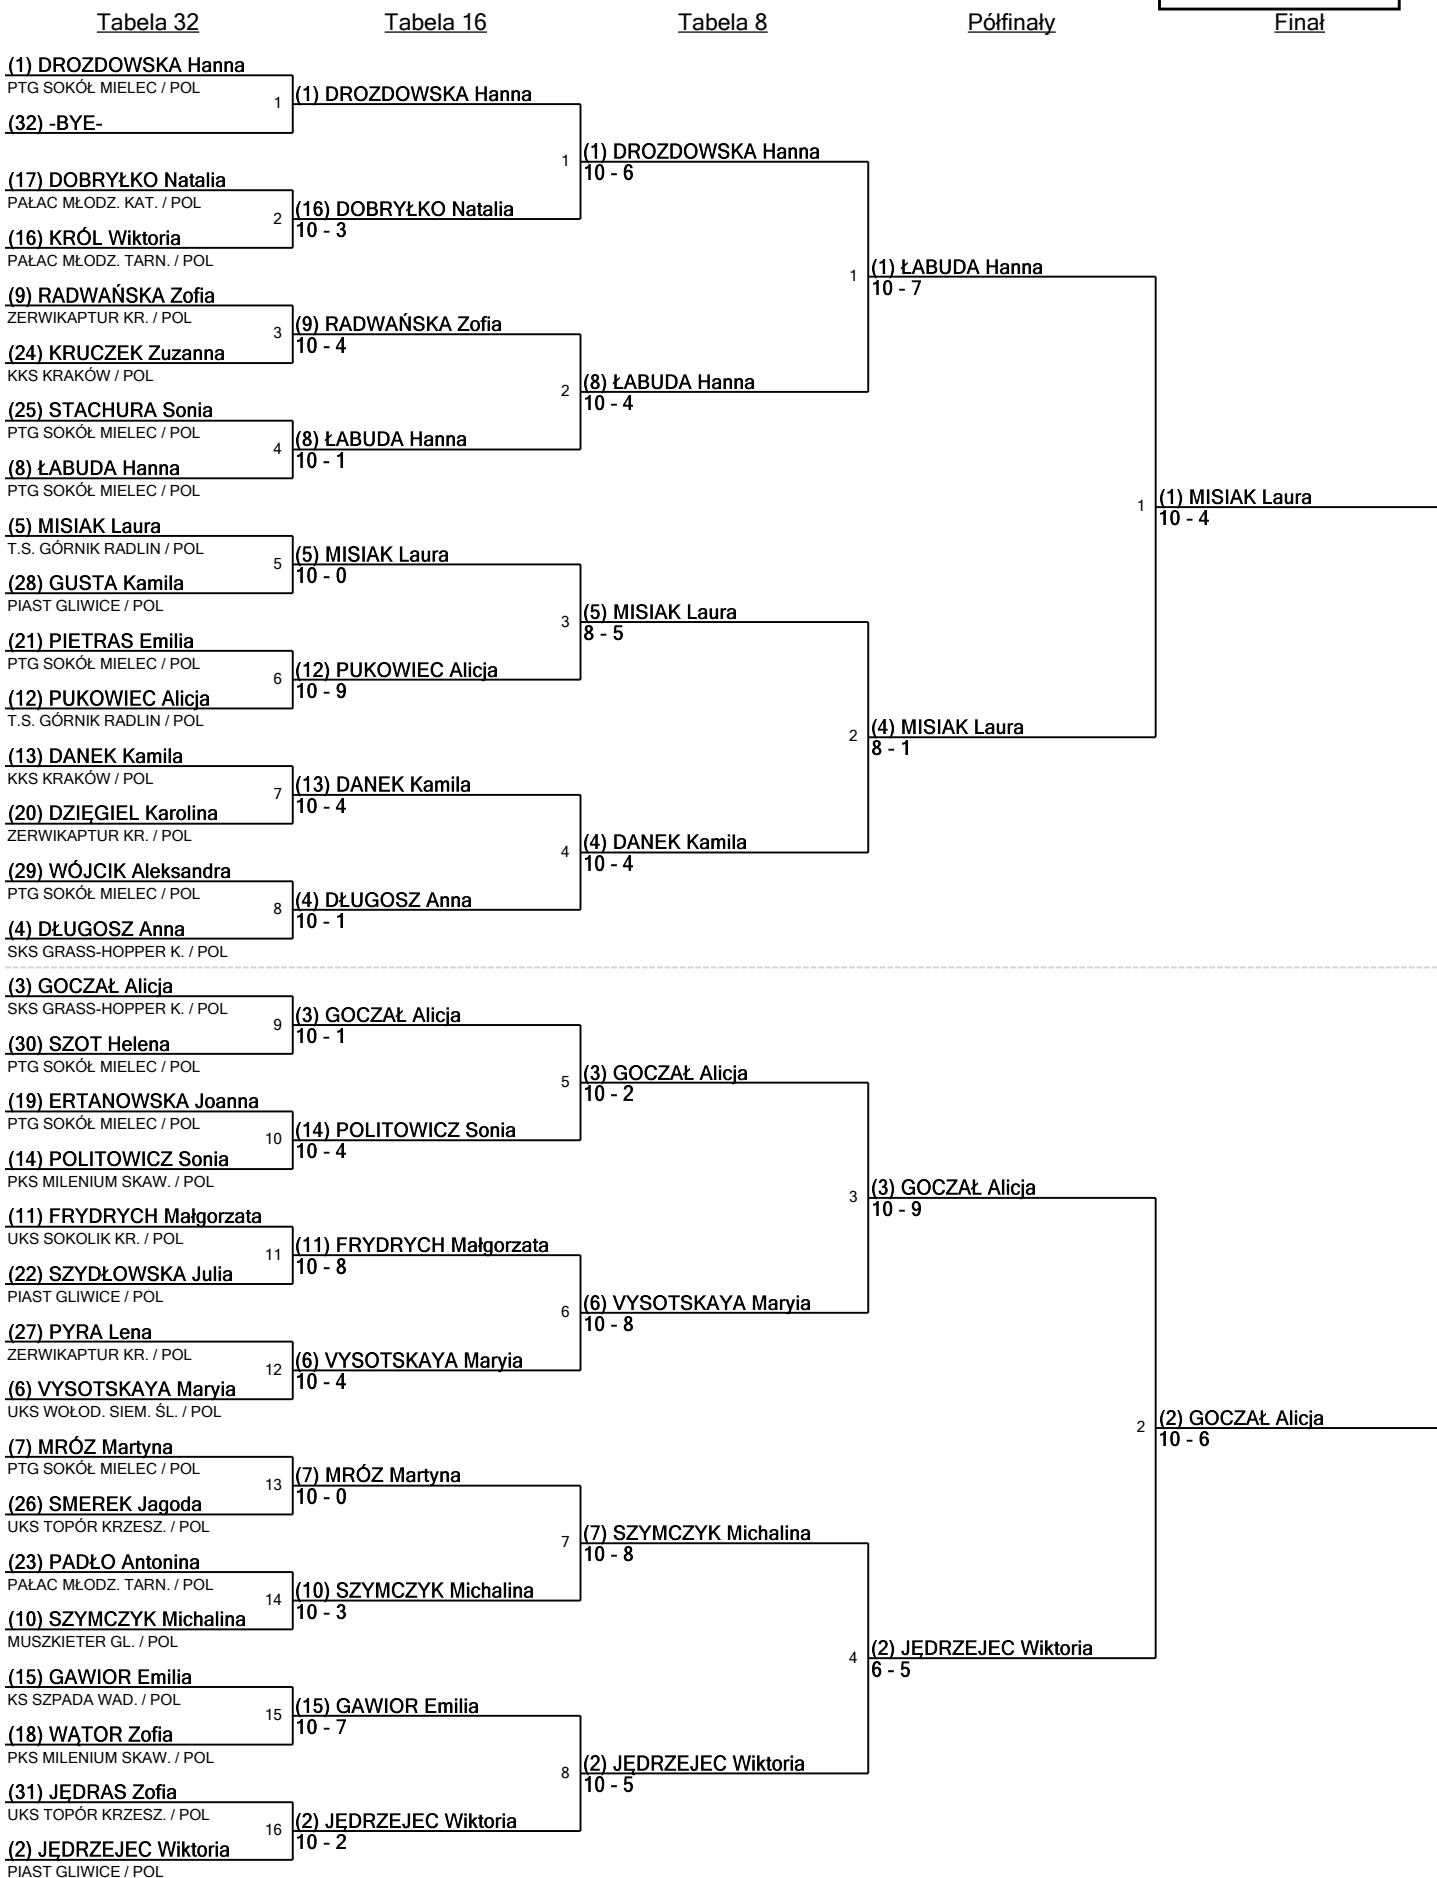 Tabela 32 Tabela 16 Tabela 8 Półfinały Finał
(1) DROZDOWSKA Hanna
PTG SOKÓŁ MIELEC / POL
1
(32) -BYE-
(17) DOBRYŁKO Natalia
PAŁAC MŁODZ. KAT. / POL
2
(16) KRÓL Wiktoria
PAŁAC MŁODZ. TARN. / POL
(9) RADWAŃSKA Zofia
ZERWIKAPTUR KR. / POL
3
(24) KRUCZEK Zuzanna
KKS KRAKÓW / POL
(25) STACHURA Sonia
PTG SOKÓŁ MIELEC / POL
4
(8) ŁABUDA Hanna
PTG SOKÓŁ MIELEC / POL
(5) MISIAK Laura
T.S. GÓRNIK RADLIN / POL
5
(28) GUSTA Kamila
PIAST GLIWICE / POL
(21) PIETRAS Emilia
PTG SOKÓŁ MIELEC / POL
6
(12) PUKOWIEC Alicja
T.S. GÓRNIK RADLIN / POL
(13) DANEK Kamila
KKS KRAKÓW / POL
7
(20) DZIĘGIEL Karolina
ZERWIKAPTUR KR. / POL
(29) WÓJCIK Aleksandra
PTG SOKÓŁ MIELEC / POL
8
(4) DŁUGOSZ Anna
SKS GRASS-HOPPER K. / POL
(3) GOCZAŁ Alicja
SKS GRASS-HOPPER K. / POL
9
(30) SZOT Helena
PTG SOKÓŁ MIELEC / POL
(19) ERTANOWSKA Joanna
PTG SOKÓŁ MIELEC / POL
10
(14) POLITOWICZ Sonia
PKS MILENIUM SKAW. / POL
(11) FRYDRYCH Małgorzata
UKS SOKOLIK KR. / POL
11
(22) SZYDŁOWSKA Julia
PIAST GLIWICE / POL
(27) PYRA Lena
ZERWIKAPTUR KR. / POL
12
(6) VYSOTSKAYA Maryia
UKS WOŁOD. SIEM. ŚL. / POL
(7) MRÓZ Martyna
PTG SOKÓŁ MIELEC / POL
13
(26) SMEREK Jagoda
UKS TOPÓR KRZESZ. / POL
(23) PADŁO Antonina
PAŁAC MŁODZ. TARN. / POL
14
(10) SZYMCZYK Michalina
MUSZKIETER GL. / POL
(15) GAWIOR Emilia
KS SZPADA WAD. / POL
15
(18) WĄTOR Zofia
PKS MILENIUM SKAW. / POL
(31) JĘDRAS Zofia
UKS TOPÓR KRZESZ. / POL
16
(2) JĘDRZEJEC Wiktoria
PIAST GLIWICE / POL
(1) DROZDOWSKA Hanna
1
(16) DOBRYŁKO Natalia
10 - 3
(9) RADWAŃSKA Zofia
10 - 4
2
(8) ŁABUDA Hanna
10 - 1
(5) MISIAK Laura
10 - 0
3
(12) PUKOWIEC Alicja
10 - 9
(13) DANEK Kamila
10 - 4
4
(4) DŁUGOSZ Anna
10 - 1
(3) GOCZAŁ Alicja
10 - 1
5
(14) POLITOWICZ Sonia
10 - 4
(11) FRYDRYCH Małgorzata
10 - 8
6
(6) VYSOTSKAYA Maryia
10 - 4
(7) MRÓZ Martyna
10 - 0
7
(10) SZYMCZYK Michalina
10 - 3
(15) GAWIOR Emilia
10 - 7
8
(2) JĘDRZEJEC Wiktoria
10 - 2
(1) DROZDOWSKA Hanna
10 - 6
1
(8) ŁABUDA Hanna
10 - 4
(5) MISIAK Laura
8 - 5
2
(4) DANEK Kamila
10 - 4
(3) GOCZAŁ Alicja
10 - 2
3
(6) VYSOTSKAYA Maryia
10 - 8
(7) SZYMCZYK Michalina
10 - 8
4
(2) JĘDRZEJEC Wiktoria
10 - 5
(1) ŁABUDA Hanna
10 - 7
1
(4) MISIAK Laura
8 - 1
(3) GOCZAŁ Alicja
10 - 9
2
(2) JĘDRZEJEC Wiktoria
6 - 5
(1) MISIAK Laura
10 - 4
(2) GOCZAŁ Alicja
10 - 6